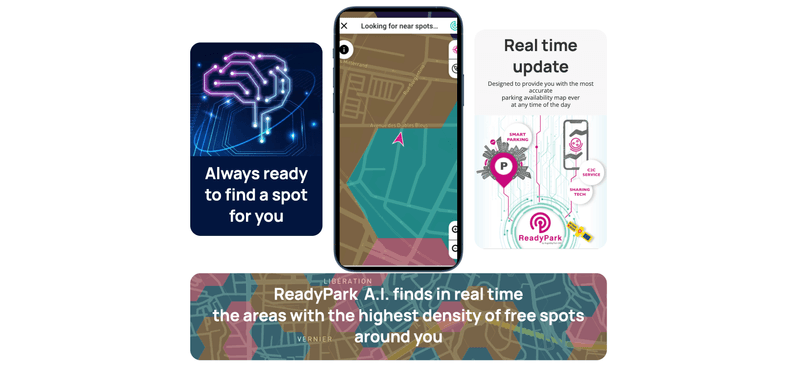 Always ready
to find a spot
for you
Looking for near spots...
Real time
update
Designed to provide you with the most
accurate
parking availability map ever
at any time of the day
SMART
PARKING
P
C2C
SERVICE
SHARING
TECH
ReadyPark
LIBERATION
ReadyPark A.I. finds in real time
the areas with the highest density of free spots
VERNIER
around you